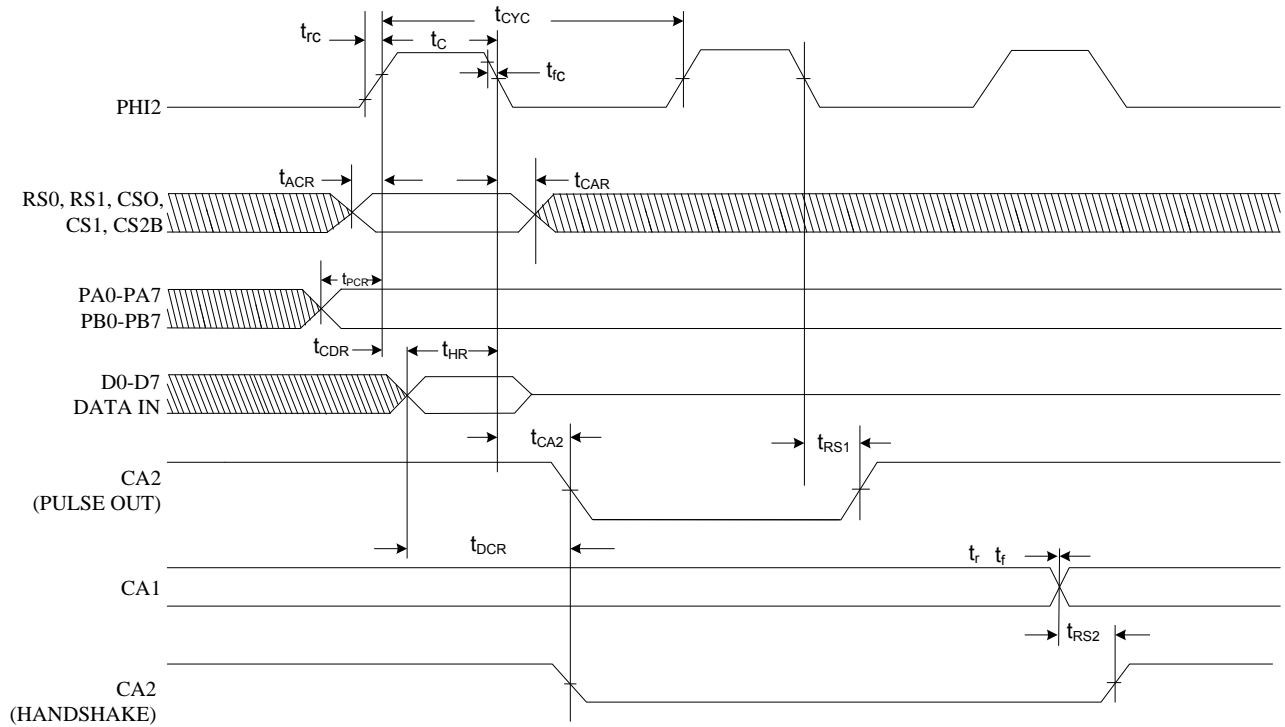 tCYC
trc
tC
tfc
PHI2
tACR
tCAR
RS0, RS1, CSO,
CS1, CS2B
tPCR
PA0-PA7
PB0-PB7
tCDR
tHR
D0-D7
DATA IN
tCA2
tRS1
CA2
(PULSE OUT)
tDCR
tr tf
CA1
tRS2
CA2
(HANDSHAKE)